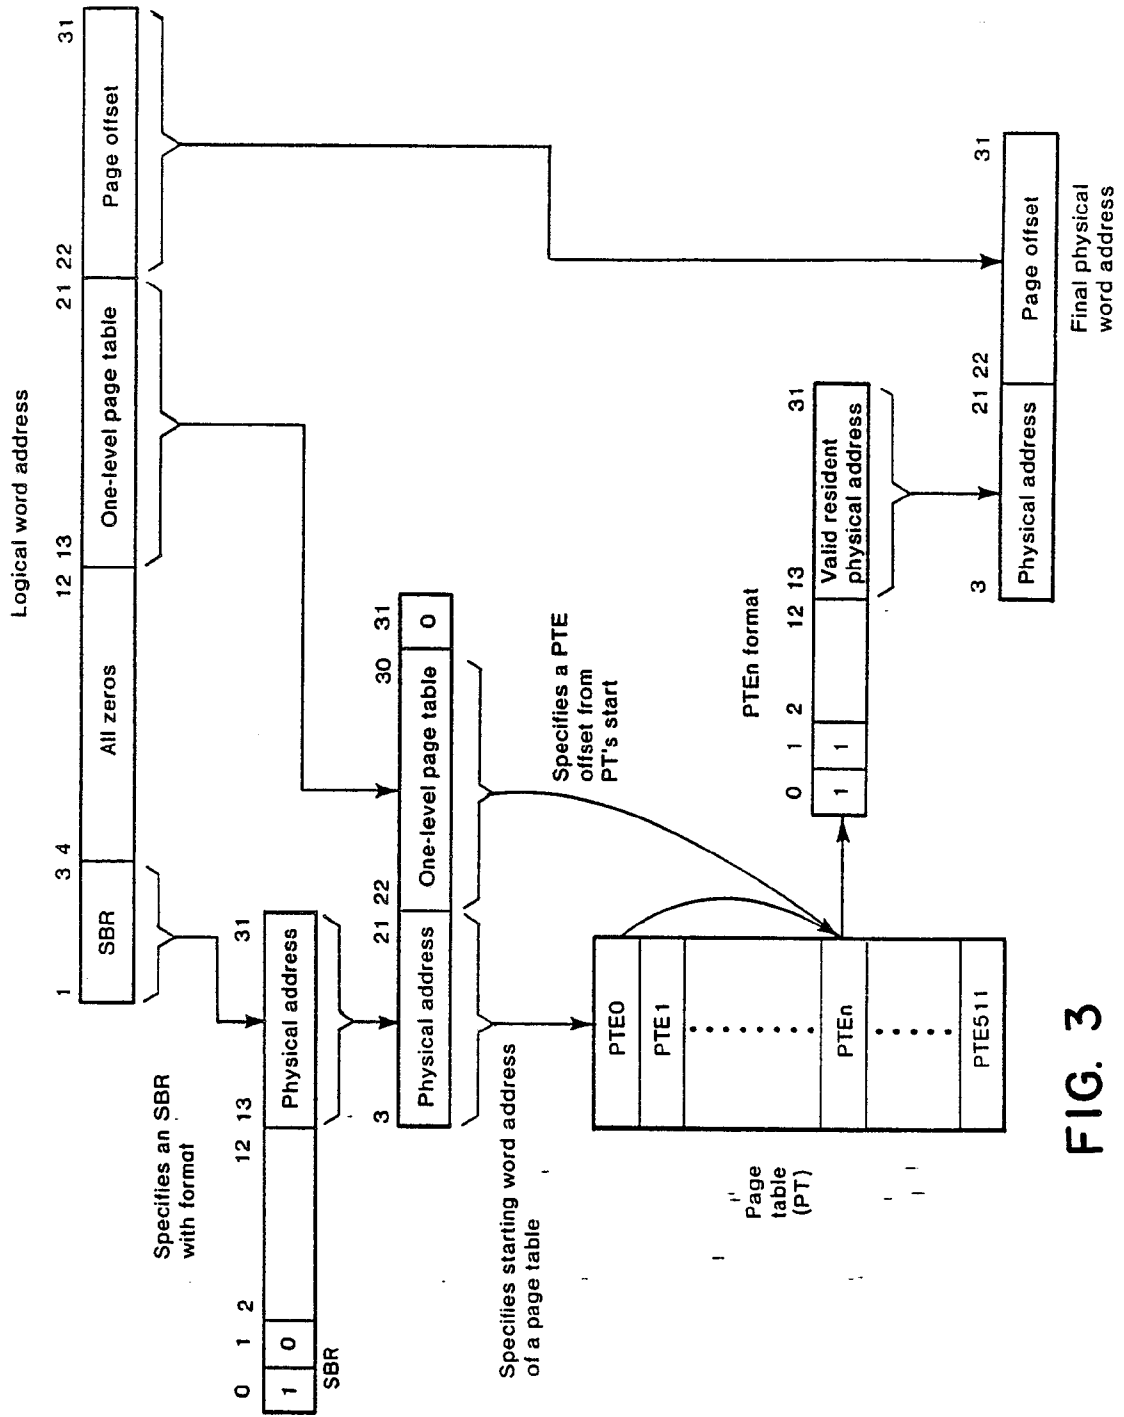 Logical word address
1 3 4 12 13 21 22 31
SBR All zeros One-level page table Page offset
Specifies an SBR
with format
0 1 2 12 13 31
1 0 Physical address
SBR
3 21 22 30 31
Physical address One-level page table 0
Specifies starting word address
of a page table
Specifies a PTE
offset from
PT's start
Page
table
(PT)
PTE0
PTE1
PTEn
PTE511
PTEn format
0 1 2 12 13 31
1 1 Valid resident
physical address
3 21 22 31
Physical address Page offset
Final physical
word address
FIG. 3